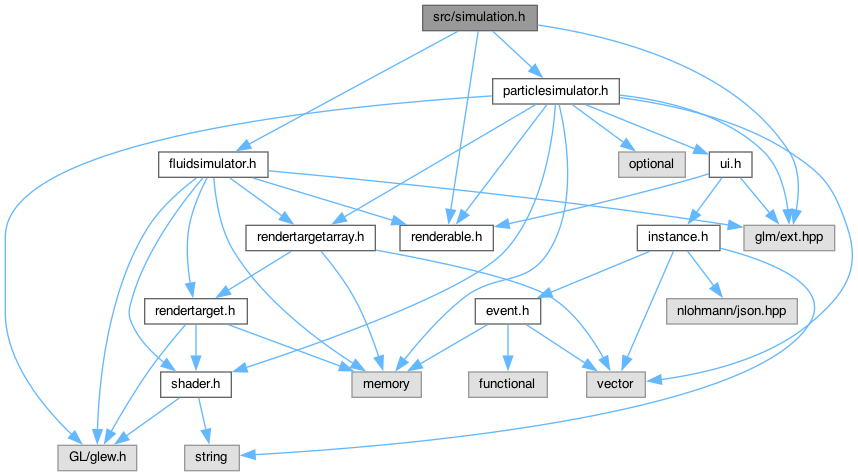 src/simulation.h
particlesimulator.h
fluidsimulator.h
optional
ui.h
rendertargetarray.h
renderable.h
instance.h
glm/ext.hpp
rendertarget.h
event.h
nlohmann/json.hpp
shader.h
memory
functional
vector
GL/glew.h
string